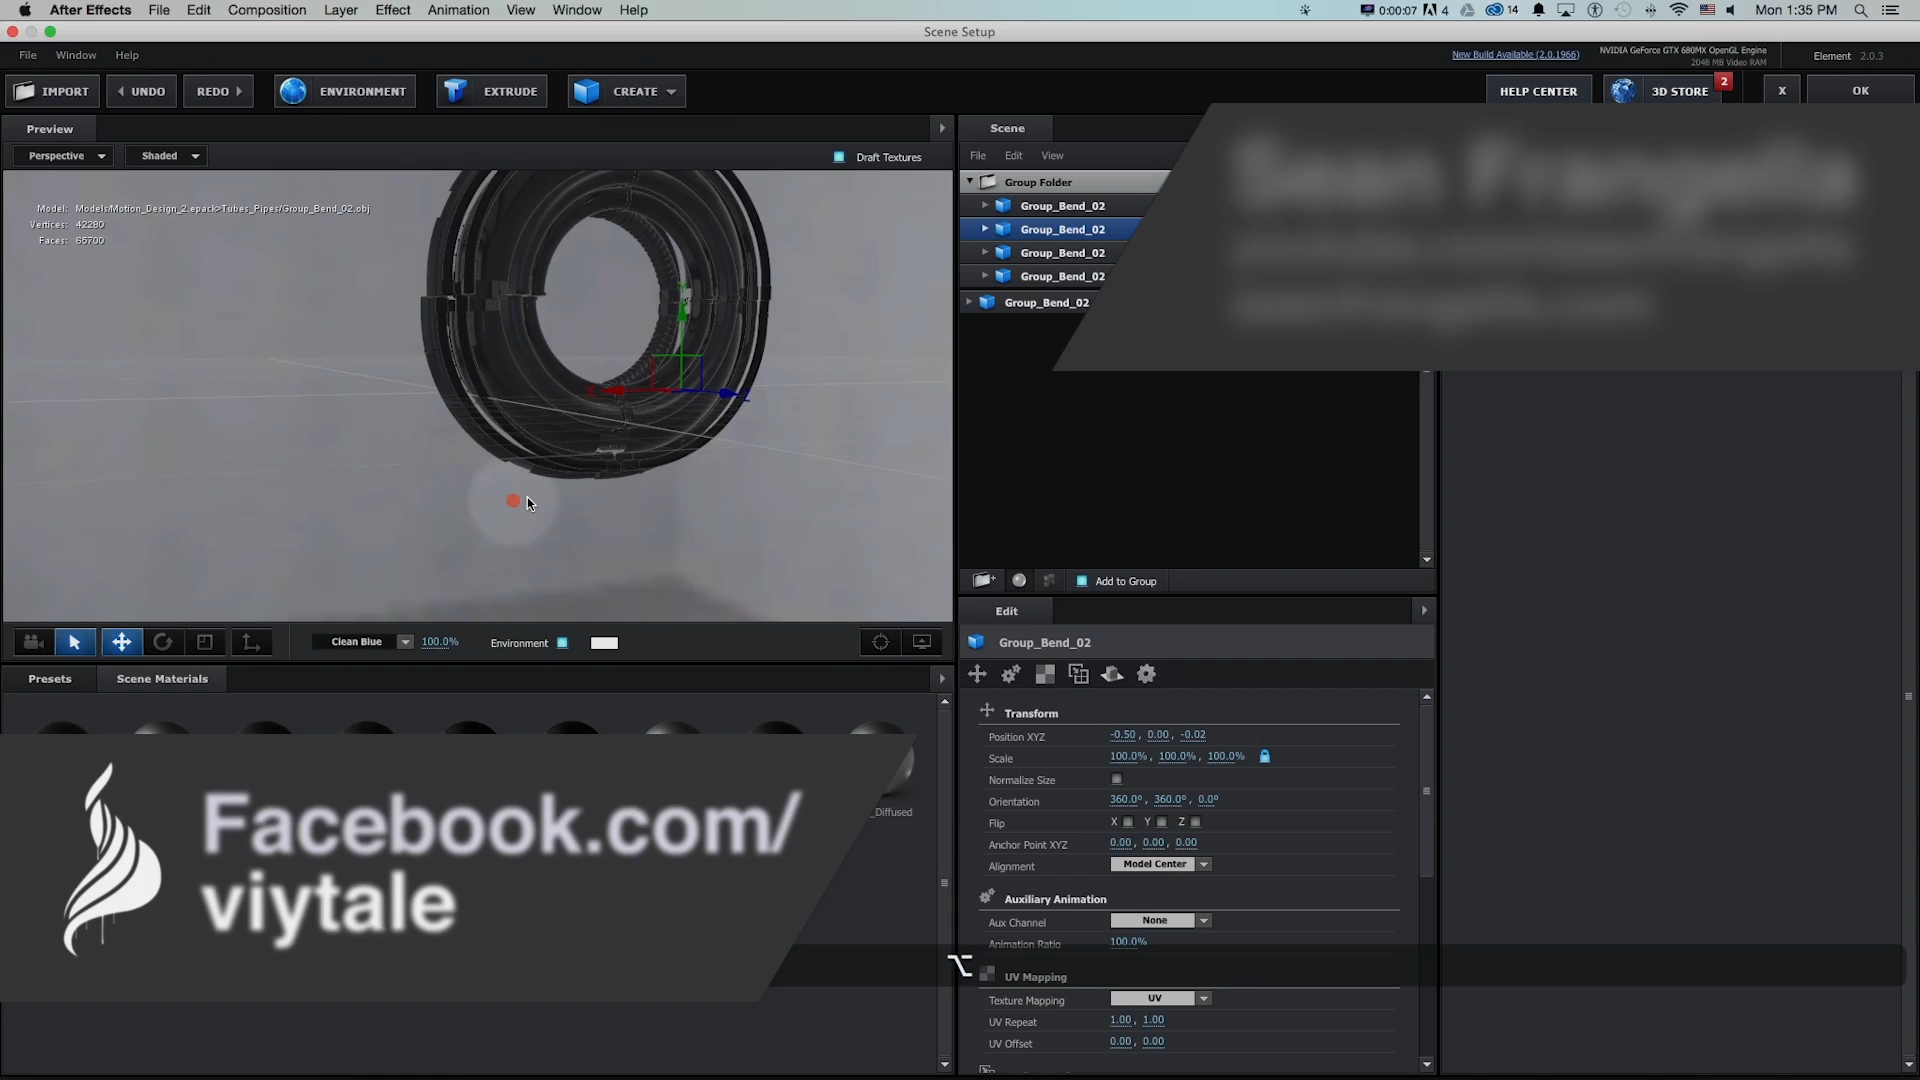 After Effects File Edit Composition Layer Effect Animation View Window Help 0:00:07 4 14 Mon 1:35 PM
Scene Setup
File Window Help New Build Available (2.0.1966) NVIDIA GeForce GTX 680MX OpenGL Engine
2048 MB Video RAM
Element 2.0.3
IMPORT UNDO REDO ENVIRONMENT EXTRUDE CREATE HELP CENTER 3D STORE 2 X OK
Preview
Perspective Shaded Draft Textures
Model: Models/Motion_Design_2.epack>Tubes_Pipes/Group_Bend_02.obj
Vertices: 42280
Faces: 65700
X
Z
Clean Blue 100.0% Environment
Presets Scene Materials
_Diffused
Facebook.com/
viytale
Scene
File Edit View
Group Folder
Group_Bend_02
Group_Bend_02
Group_Bend_02
Group_Bend_02
Group_Bend_02
Add to Group
Edit
Group_Bend_02
Transform
Position XYZ -0.50, 0.00, -0.02
Scale 100.0%, 100.0%, 100.0%
Normalize Size
Orientation 360.0°, 360.0°, 0.0°
Flip X Y Z
Anchor Point XYZ 0.00, 0.00, 0.00
Alignment Model Center
Auxiliary Animation
Aux Channel None
Animation Ratio 100.0%
⌥
UV Mapping
Texture Mapping UV
UV Repeat 1.00, 1.00
UV Offset 0.00, 0.00